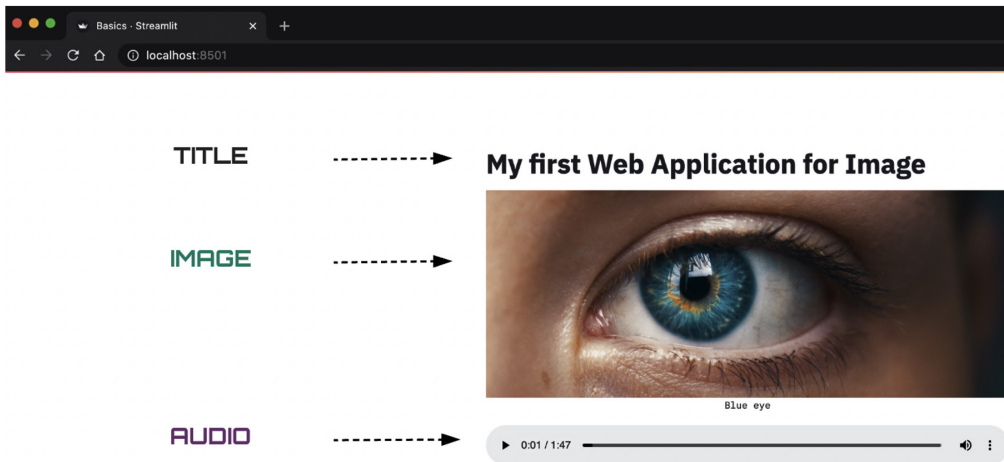 Basics · Streamlit
localhost:8501
TITLE
My first Web Application for Image
IMAGE
Blue eye
AUDIO
0:01 / 1:47